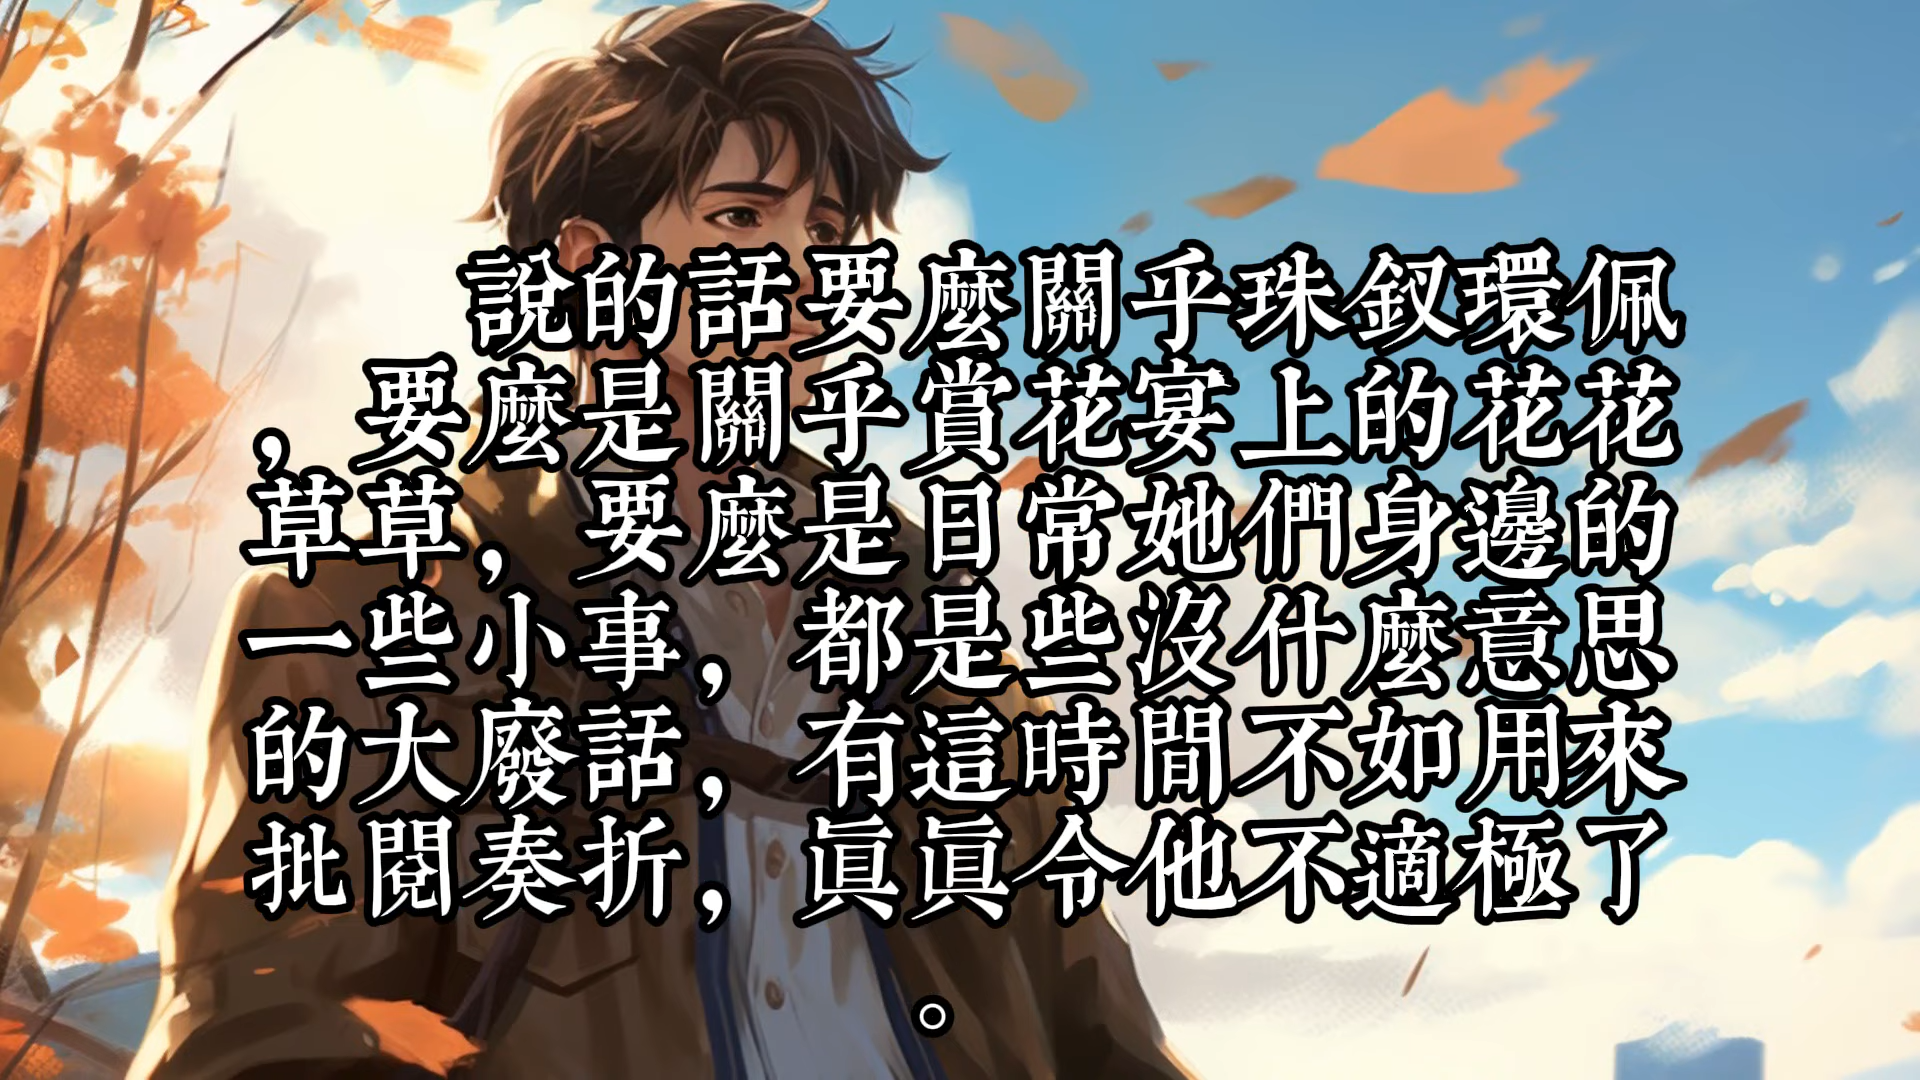 說的話要麼關乎珠釵環佩
，要麼是關乎賞花宴上的花花
草草，要麼是日常她們身邊的
一些小事，都是些沒什麼意思
的大廢話，有這時間不如用來
批閱奏折，眞眞令他不適極了
。